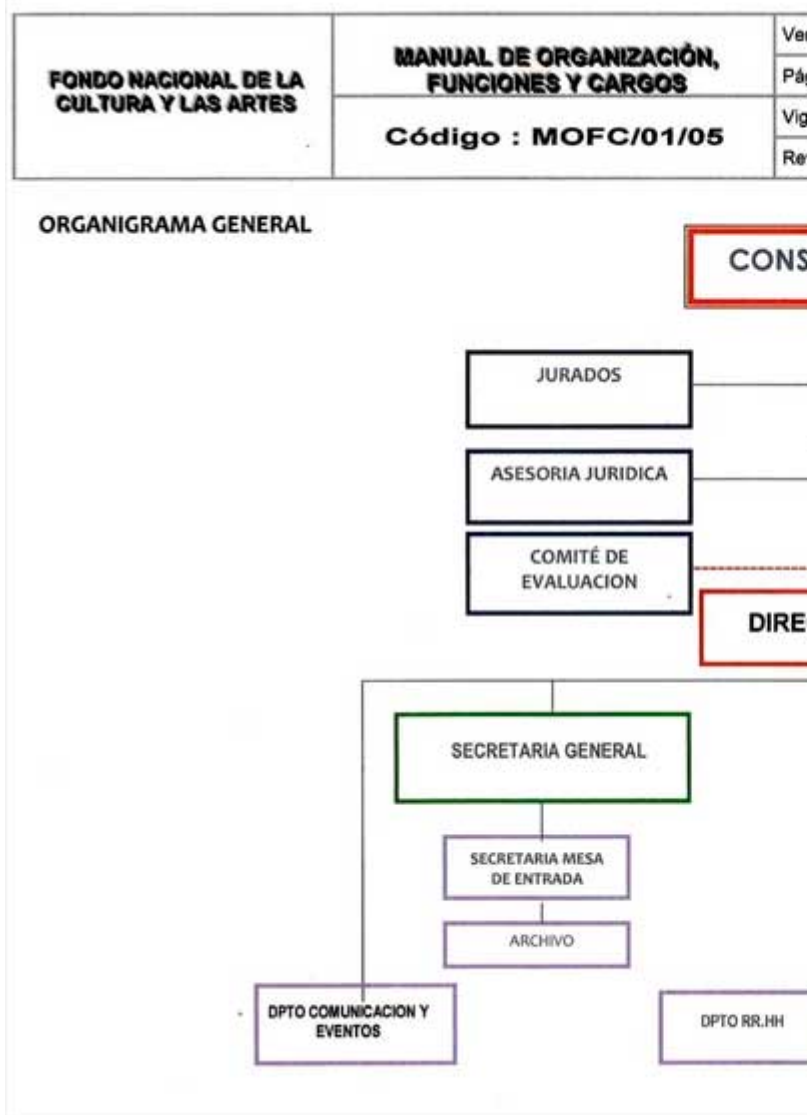 FONDO NACIONAL DE LA
CULTURA Y LAS ARTES
MANUAL DE ORGANIZACIÓN,
FUNCIONES Y CARGOS
Código : MOFC/01/05
ORGANIGRAMA GENERAL
JURADOS
ASESORIA JURIDICA
COMITÉ DE
EVALUACION
SECRETARIA GENERAL
SECRETARIA MESA
DE ENTRADA
ARCHIVO
DPTO COMUNICACION Y
EVENTOS
DPTO RR.HH